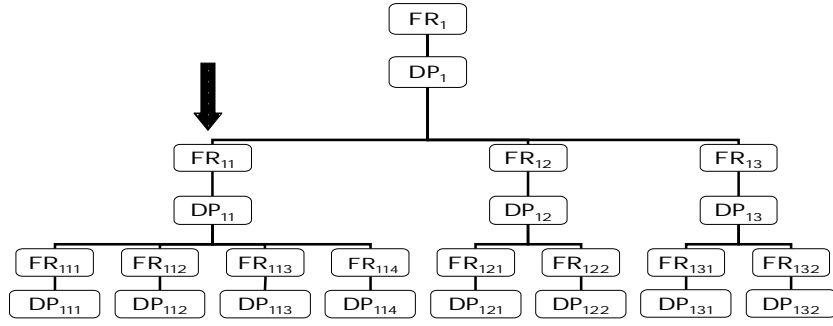 FR₁
DP₁
FR₁₁ FR₁₂ FR₁₃
DP₁₁ DP₁₂ DP₁₃
FR₁₁₁ FR₁₁₂ FR₁₁₃ FR₁₁₄ FR₁₂₁ FR₁₂₂ FR₁₃₁ FR₁₃₂
DP₁₁₁ DP₁₁₂ DP₁₁₃ DP₁₁₄ DP₁₂₁ DP₁₂₂ DP₁₃₁ DP₁₃₂